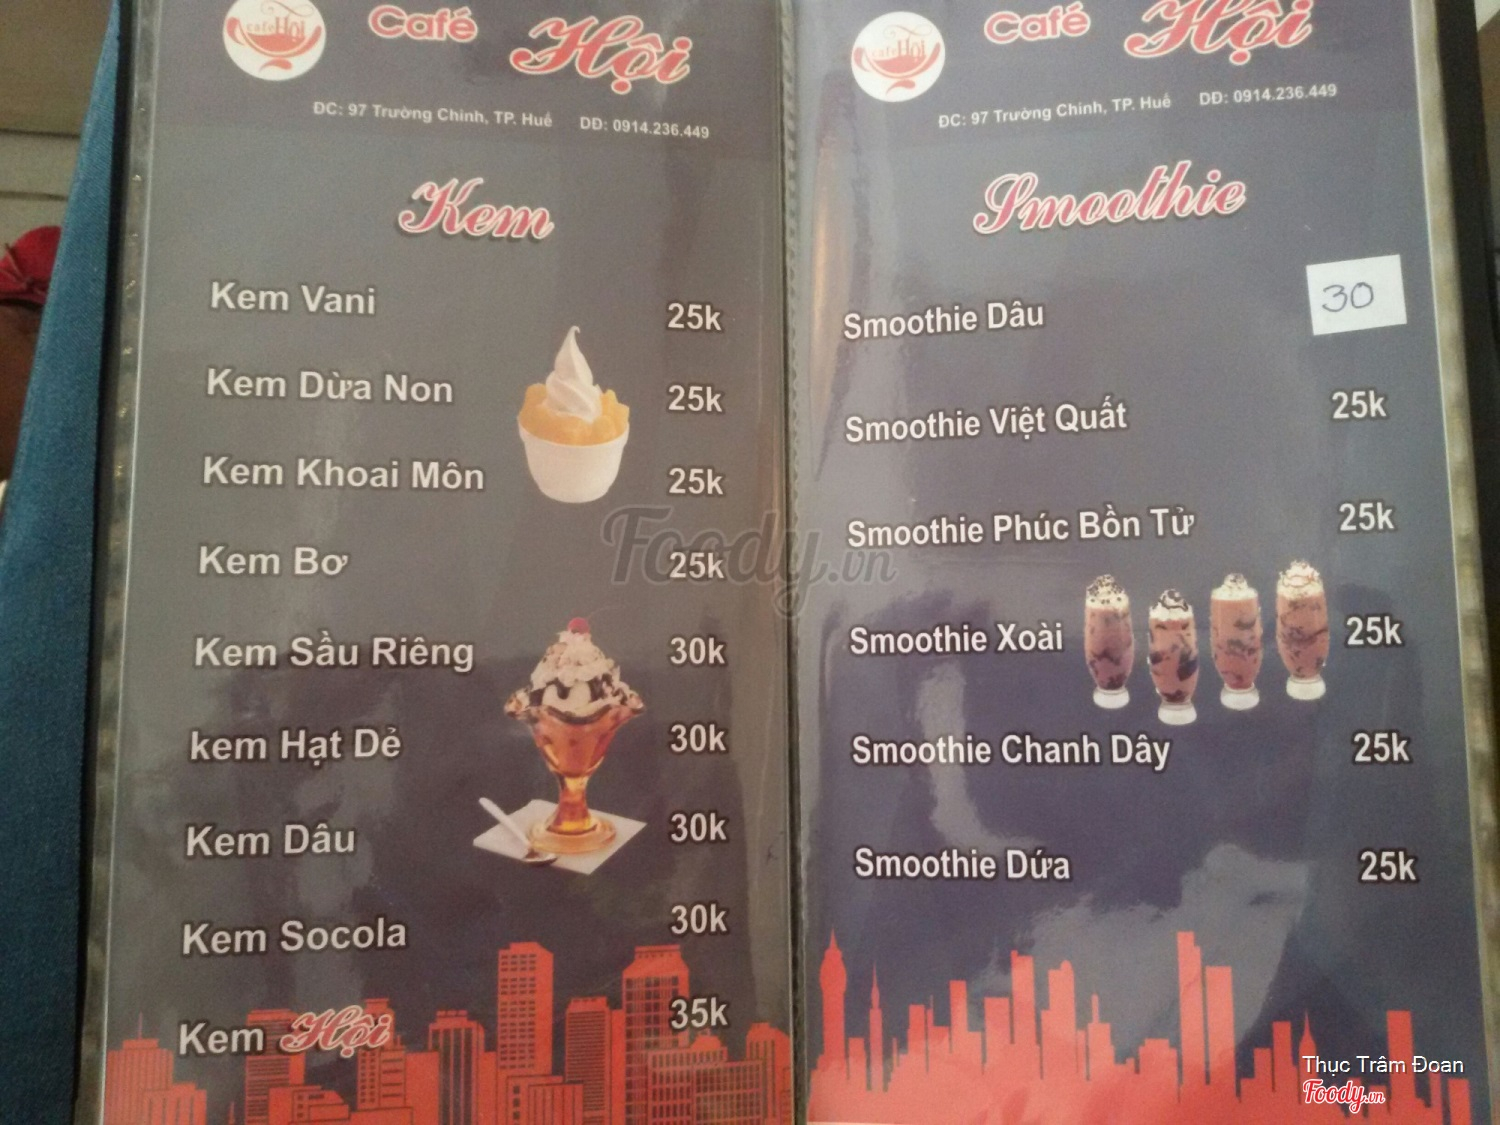 cafe Hội
Café Hội
ĐC: 97 Trường Chinh, TP. Huế DĐ: 0914.236.449
Kem
Kem Vani 25k
Kem Dừa Non 25k
Kem Khoai Môn 25k
Kem Bơ 25k
Kem Sầu Riêng 30k
kem Hạt Dẻ 30k
Kem Dâu 30k
Kem Socola 30k
Kem Hội 35k
cafe Hội
Café Hội
ĐC: 97 Trường Chinh, TP. Huế DĐ: 0914.236.449
Smoothie
Smoothie Dâu 30
Smoothie Việt Quất 25k
Smoothie Phúc Bồn Tử 25k
Smoothie Xoài 25k
Smoothie Chanh Dây 25k
Smoothie Dứa 25k
Foody.vn
Thục Trâm Đoan
Foody.vn